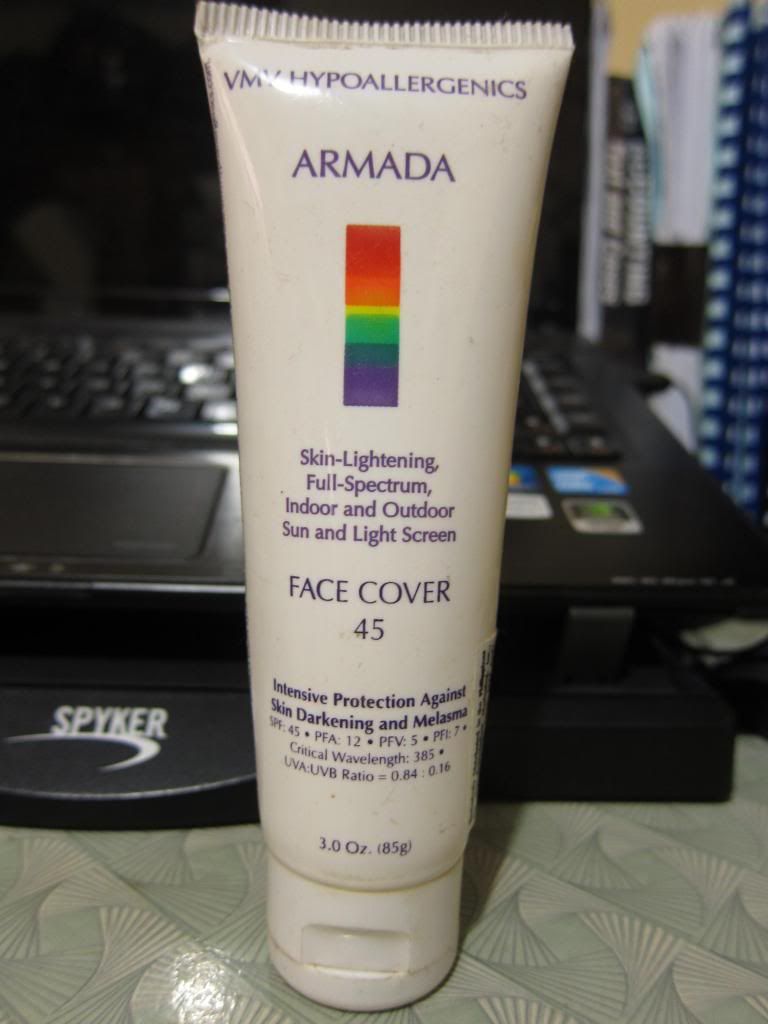 VMV HYPOALLERGENICS
ARMADA
Skin-Lightening,
Full-Spectrum,
Indoor and Outdoor
Sun and Light Screen
FACE COVER
45
Intensive Protection Against
Skin Darkening and Melasma
SPF: 45 • PFA: 12 • PFV: 5 • PFI: 7 •
Critical Wavelength: 385 •
UVA:UVB Ratio = 0.84 : 0.16
3.0 Oz. (85g)
SPYKER